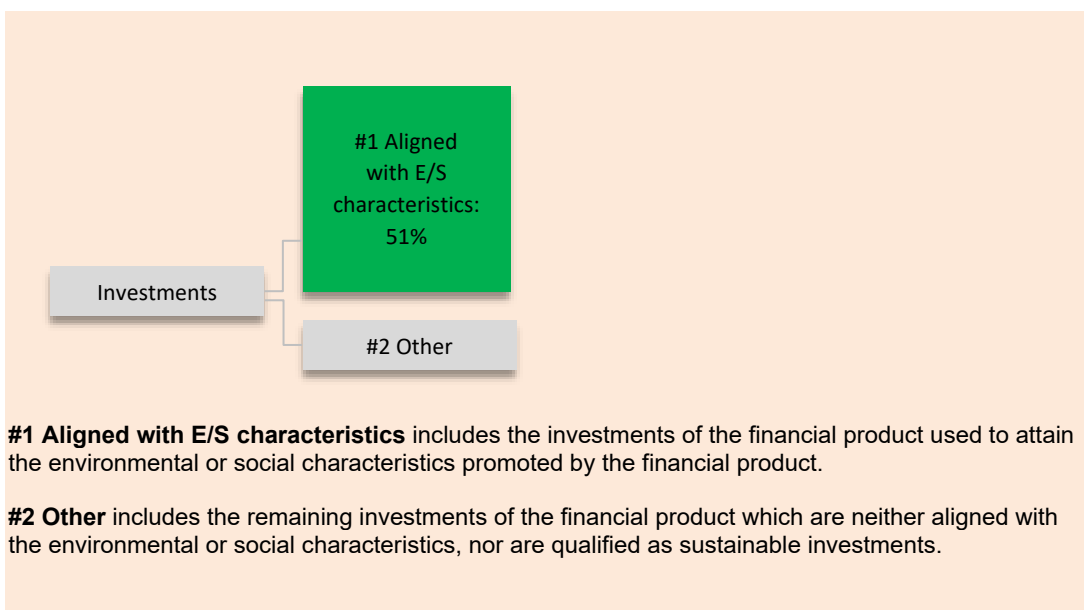 #1 Aligned
with E/S
characteristics:
51%
Investments
#2 Other
#1 Aligned with E/S characteristics includes the investments of the financial product used to attain
the environmental or social characteristics promoted by the financial product.
#2 Other includes the remaining investments of the financial product which are neither aligned with
the environmental or social characteristics, nor are qualified as sustainable investments.